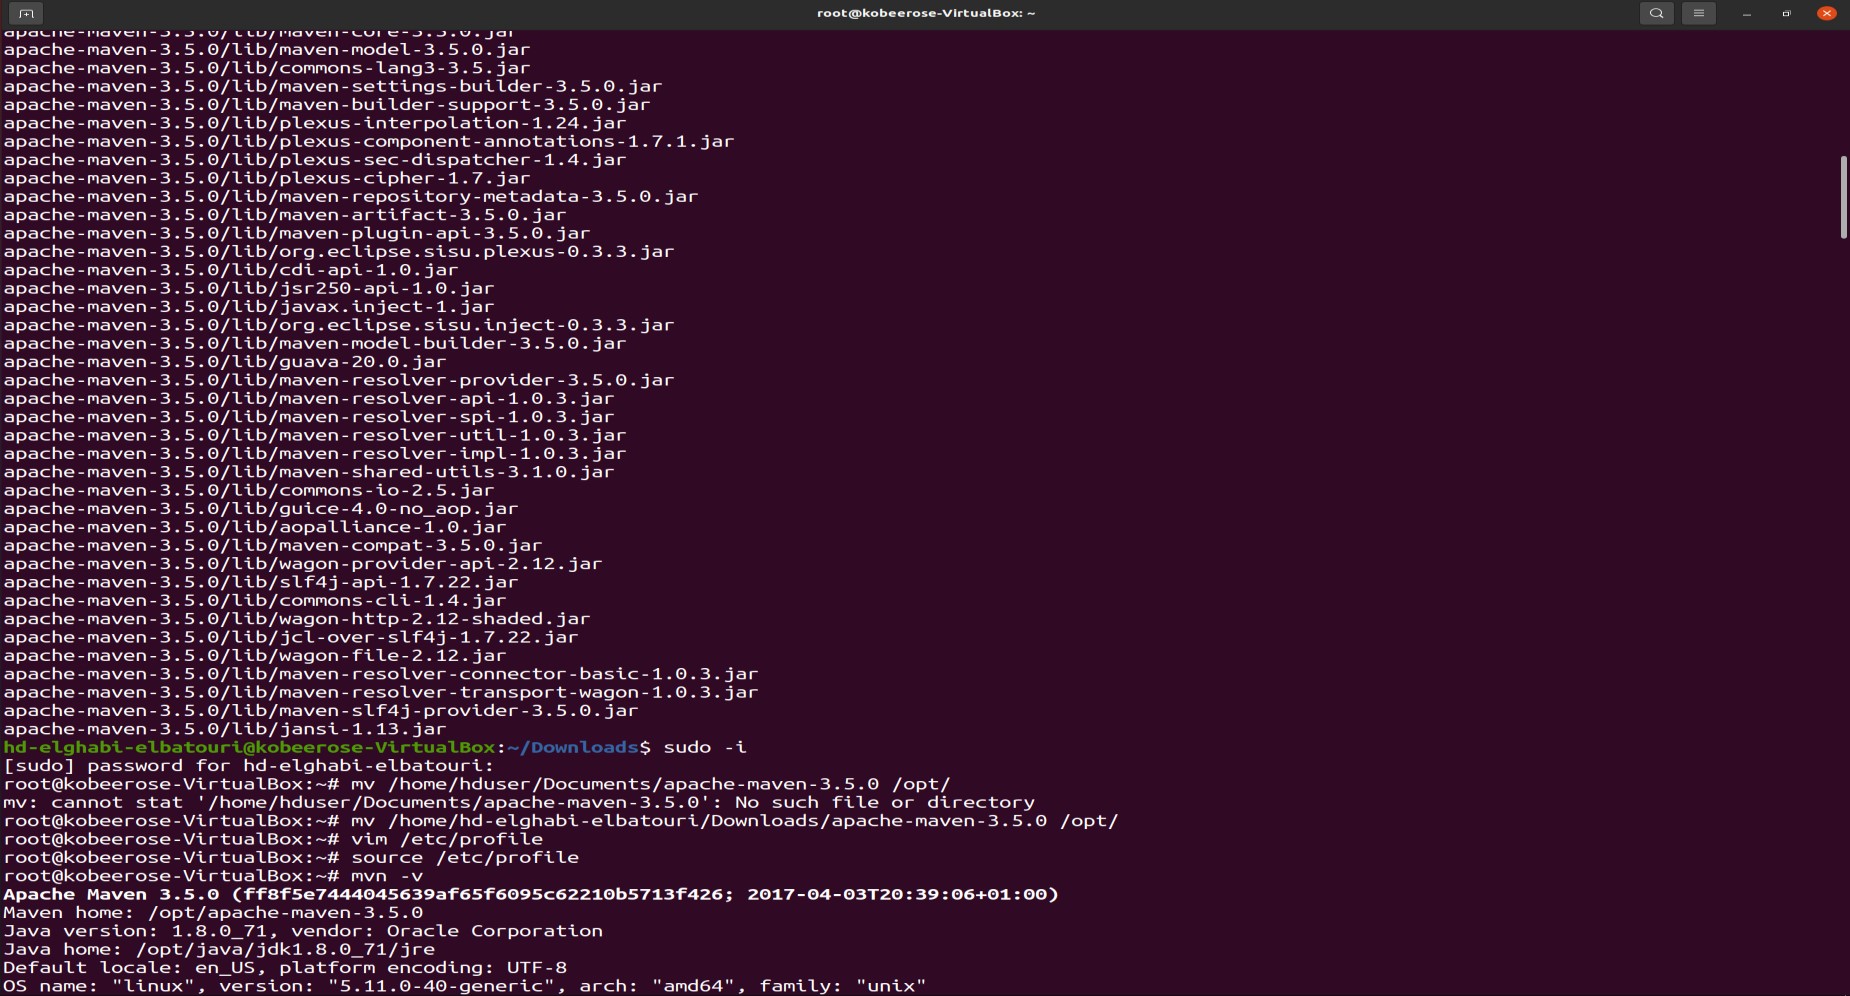 root@kobeerose-VirtualBox: ~
apache-maven-3.5.0/lib/maven-core-3.5.0.jar
apache-maven-3.5.0/lib/maven-model-3.5.0.jar
apache-maven-3.5.0/lib/commons-lang3-3.5.jar
apache-maven-3.5.0/lib/maven-settings-builder-3.5.0.jar
apache-maven-3.5.0/lib/maven-builder-support-3.5.0.jar
apache-maven-3.5.0/lib/plexus-interpolation-1.24.jar
apache-maven-3.5.0/lib/plexus-component-annotations-1.7.1.jar
apache-maven-3.5.0/lib/plexus-sec-dispatcher-1.4.jar
apache-maven-3.5.0/lib/plexus-cipher-1.7.jar
apache-maven-3.5.0/lib/maven-repository-metadata-3.5.0.jar
apache-maven-3.5.0/lib/maven-artifact-3.5.0.jar
apache-maven-3.5.0/lib/maven-plugin-api-3.5.0.jar
apache-maven-3.5.0/lib/org.eclipse.sisu.plexus-0.3.3.jar
apache-maven-3.5.0/lib/cdi-api-1.0.jar
apache-maven-3.5.0/lib/jsr250-api-1.0.jar
apache-maven-3.5.0/lib/javax.inject-1.jar
apache-maven-3.5.0/lib/org.eclipse.sisu.inject-0.3.3.jar
apache-maven-3.5.0/lib/maven-model-builder-3.5.0.jar
apache-maven-3.5.0/lib/guava-20.0.jar
apache-maven-3.5.0/lib/maven-resolver-provider-3.5.0.jar
apache-maven-3.5.0/lib/maven-resolver-api-1.0.3.jar
apache-maven-3.5.0/lib/maven-resolver-spi-1.0.3.jar
apache-maven-3.5.0/lib/maven-resolver-util-1.0.3.jar
apache-maven-3.5.0/lib/maven-resolver-impl-1.0.3.jar
apache-maven-3.5.0/lib/maven-shared-utils-3.1.0.jar
apache-maven-3.5.0/lib/commons-io-2.5.jar
apache-maven-3.5.0/lib/guice-4.0-no_aop.jar
apache-maven-3.5.0/lib/aopalliance-1.0.jar
apache-maven-3.5.0/lib/maven-compat-3.5.0.jar
apache-maven-3.5.0/lib/wagon-provider-api-2.12.jar
apache-maven-3.5.0/lib/slf4j-api-1.7.22.jar
apache-maven-3.5.0/lib/commons-cli-1.4.jar
apache-maven-3.5.0/lib/wagon-http-2.12-shaded.jar
apache-maven-3.5.0/lib/jcl-over-slf4j-1.7.22.jar
apache-maven-3.5.0/lib/wagon-file-2.12.jar
apache-maven-3.5.0/lib/maven-resolver-connector-basic-1.0.3.jar
apache-maven-3.5.0/lib/maven-resolver-transport-wagon-1.0.3.jar
apache-maven-3.5.0/lib/maven-slf4j-provider-3.5.0.jar
apache-maven-3.5.0/lib/jansi-1.13.jar
hd-elghabi-elbatouri@kobeerose-VirtualBox:~/Downloads$ sudo -i
[sudo] password for hd-elghabi-elbatouri:
root@kobeerose-VirtualBox:~# mv /home/hduser/Documents/apache-maven-3.5.0 /opt/
mv: cannot stat '/home/hduser/Documents/apache-maven-3.5.0': No such file or directory
root@kobeerose-VirtualBox:~# mv /home/hd-elghabi-elbatouri/Downloads/apache-maven-3.5.0 /opt/
root@kobeerose-VirtualBox:~# vim /etc/profile
root@kobeerose-VirtualBox:~# source /etc/profile
root@kobeerose-VirtualBox:~# mvn -v
Apache Maven 3.5.0 (ff8f5e7444045639af65f6095c62210b5713f426; 2017-04-03T20:39:06+01:00)
Maven home: /opt/apache-maven-3.5.0
Java version: 1.8.0_71, vendor: Oracle Corporation
Java home: /opt/java/jdk1.8.0_71/jre
Default locale: en_US, platform encoding: UTF-8
OS name: "linux", version: "5.11.0-40-generic", arch: "amd64", family: "unix"